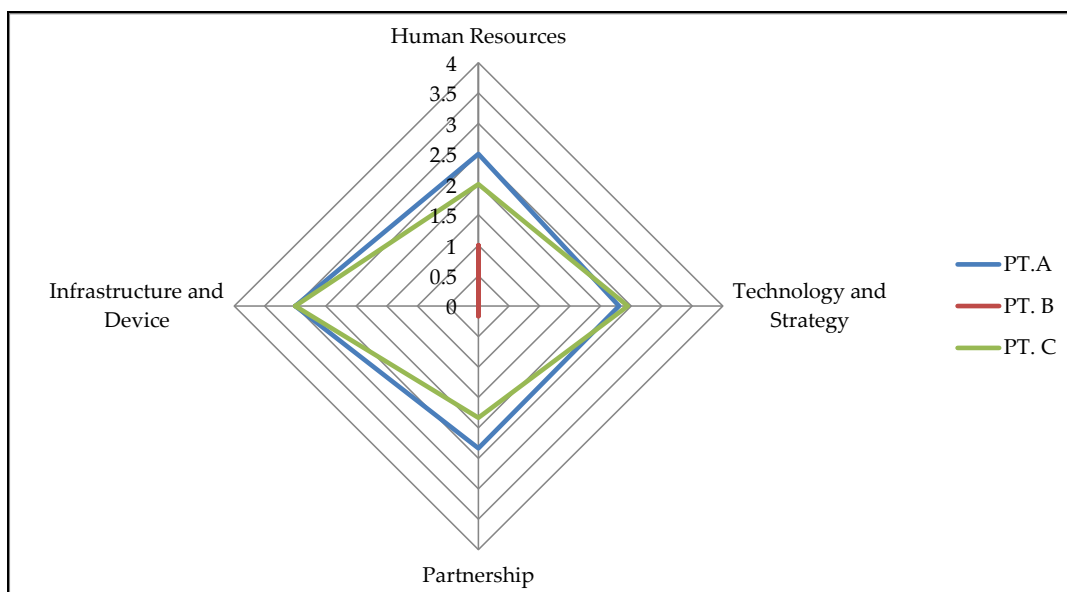 Human Resources
4
3.5
3
2.5
2
1.5
1
0.5
0
Infrastructure and
Device
Technology and
Strategy
Partnership
PT.A
PT. B
PT. C